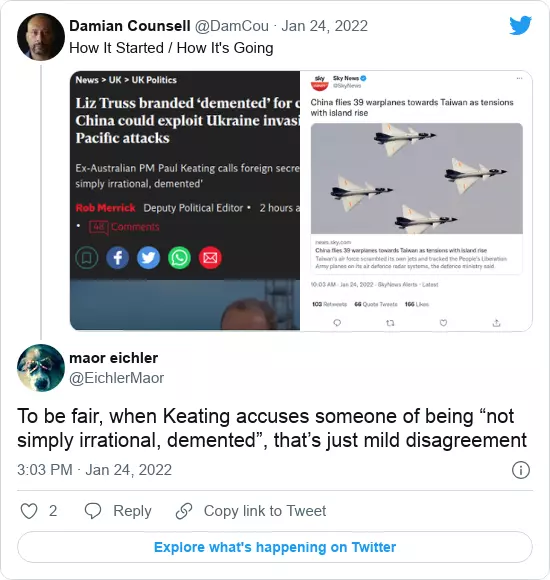 Damian Counsell @DamCou · Jan 24, 2022
How It Started / How It's Going
News > UK > UK Politics
Liz Truss branded ‘demented’ for c
China could exploit Ukraine invasi
Pacific attacks
Ex-Australian PM Paul Keating calls foreign secre
simply irrational, demented’
Rob Merrick Deputy Political Editor • 2 hours a
• 48 Comments
sky news
Sky News
@SkyNews
China flies 39 warplanes towards Taiwan as tensions
with island rise
news.sky.com
China flies 39 warplanes towards Taiwan as tensions with island rise
Taiwan's air force scrambled its own jets and tracked the People's Liberation
Army planes on its air defence radar systems, the defence ministry said.
10:03 AM · Jan 24, 2022 · SkyNews Alerts - Latest
102 Retweets 66 Quote Tweets 166 Likes
maor eichler
@EichlerMaor
To be fair, when Keating accuses someone of being “not
simply irrational, demented”, that’s just mild disagreement
3:03 PM · Jan 24, 2022
2 Reply Copy link to Tweet
Explore what's happening on Twitter